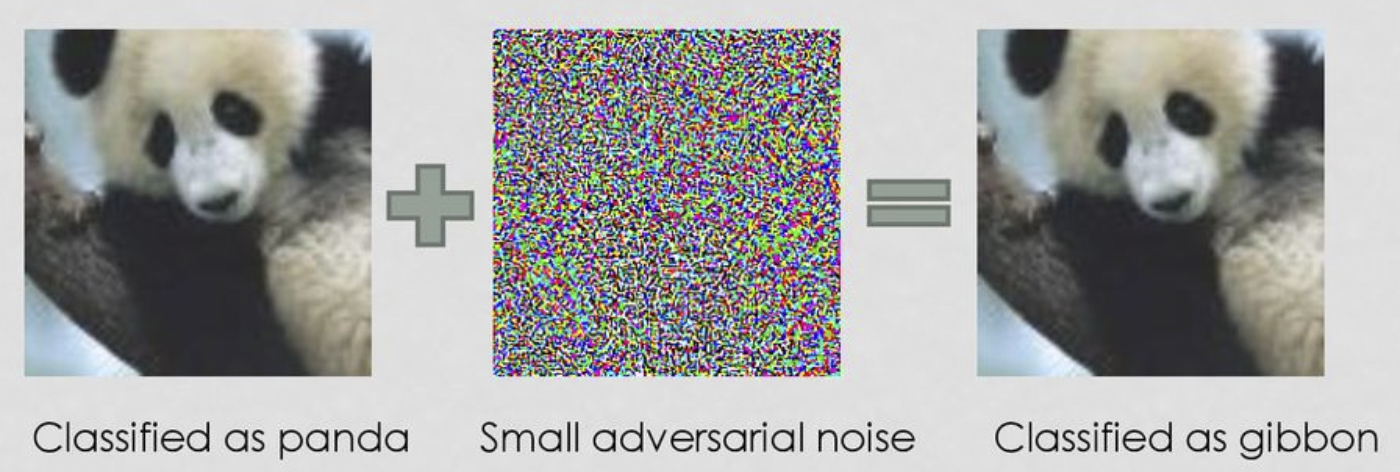 Classified as panda
Small adversarial noise
Classified as gibbon